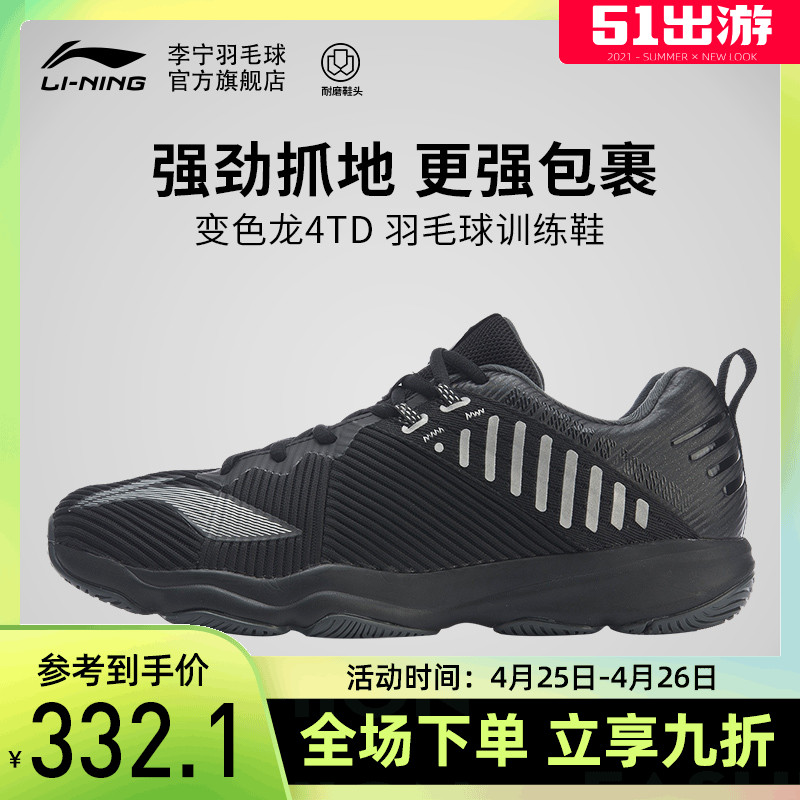 LI-NING
李宁羽毛球
官方旗舰店
耐磨鞋头
51出游
2021 - SUMMER × NEW LOOK
强劲抓地 更强包裹
变色龙4TD 羽毛球训练鞋
参考到手价
¥332.1
活动时间：4月25日-4月26日
全场下单 立享九折